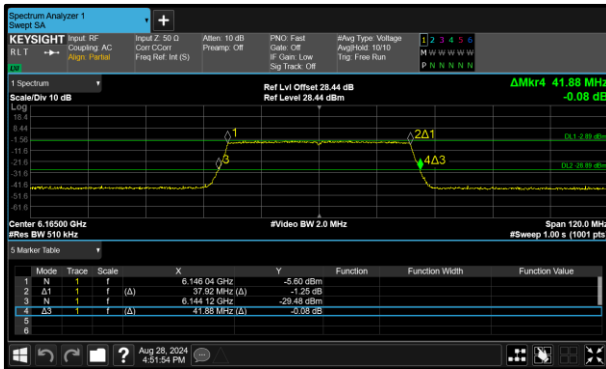 Spectrum Analyzer 1
Swept SA
+
KEYSIGHT Input: RF Input Z: 50 Ω Atten: 10 dB PNO: Fast #Avg Type: Voltage 1 2 3 4 5 6
RLT Coupling: AC Corr CCorr Preamp: Off Gate: Off Avg|Hold: 10/10 M W W W W W
Align: Partial Freq Ref: Int (S) IF Gain: Low Trig: Free Run
Sig Track: Off P N N N N N
1 Spectrum
Ref Lvl Offset 28.44 dB ΔMkr4 41.88 MHz
Scale/Div 10 dB Ref Level 28.44 dBm -0.08 dB
Log
18.4
8.44
-1.56 1 2Δ1 DL1 -2.89 dBm
-11.6
-21.6 3 4Δ3 DL2 -28.89 dBm
-31.6
-41.6
-51.6
-61.6
Center 6.16500 GHz #Video BW 2.0 MHz Span 120.0 MHz
#Res BW 510 kHz #Sweep 1.00 s (1001 pts)
5 Marker Table
Mode Trace Scale X Y Function Function Width Function Value
1 N 1 f 6.146 04 GHz -5.60 dBm
2 Δ1 1 f (Δ) 37.92 MHz (Δ) -1.25 dB
3 N 1 f 6.144 12 GHz -29.48 dBm
4 Δ3 1 f (Δ) 41.88 MHz (Δ) -0.08 dB
5
6
? Aug 28, 2024
4:51:54 PM